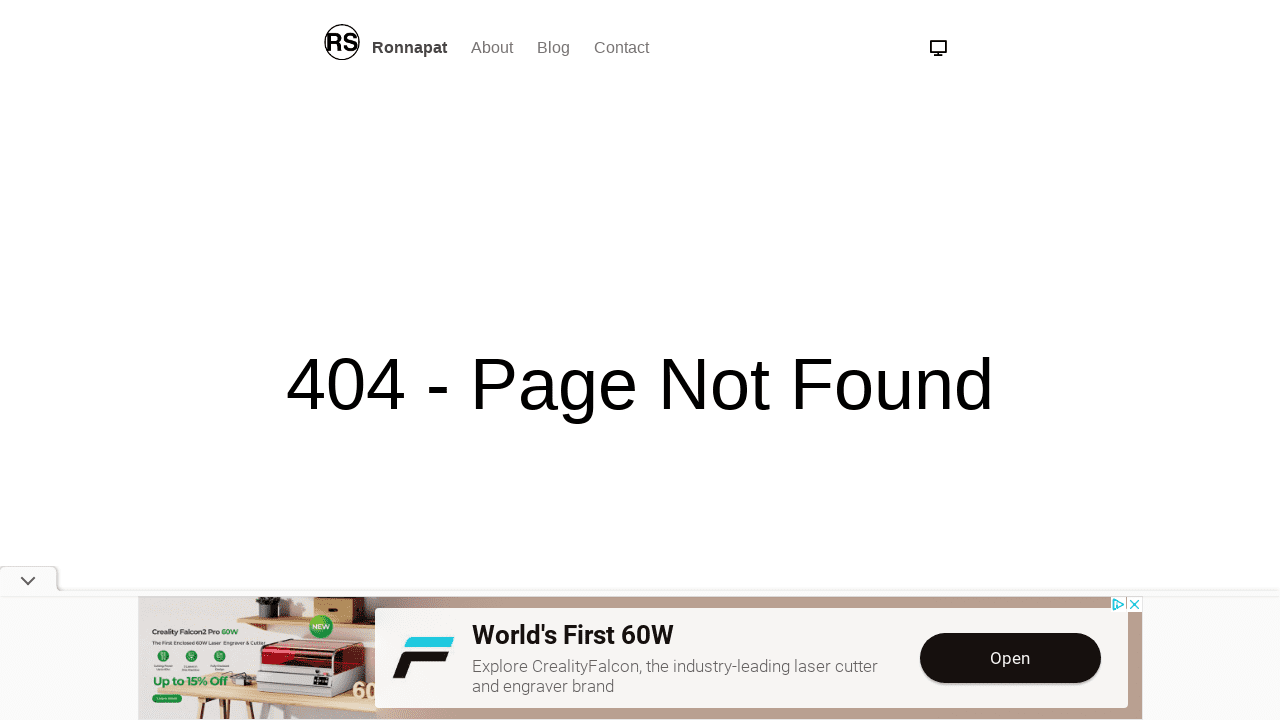 RS
Ronnapat
About
Blog
Contact
404 - Page Not Found
Creality Falcon2 Pro 60W
The First Enclosed 60W Laser Engraver & Cutter
NEW
Up to 15% Off
60
World's First 60W
Explore CrealityFalcon, the industry-leading laser cutter
and engraver brand
Open